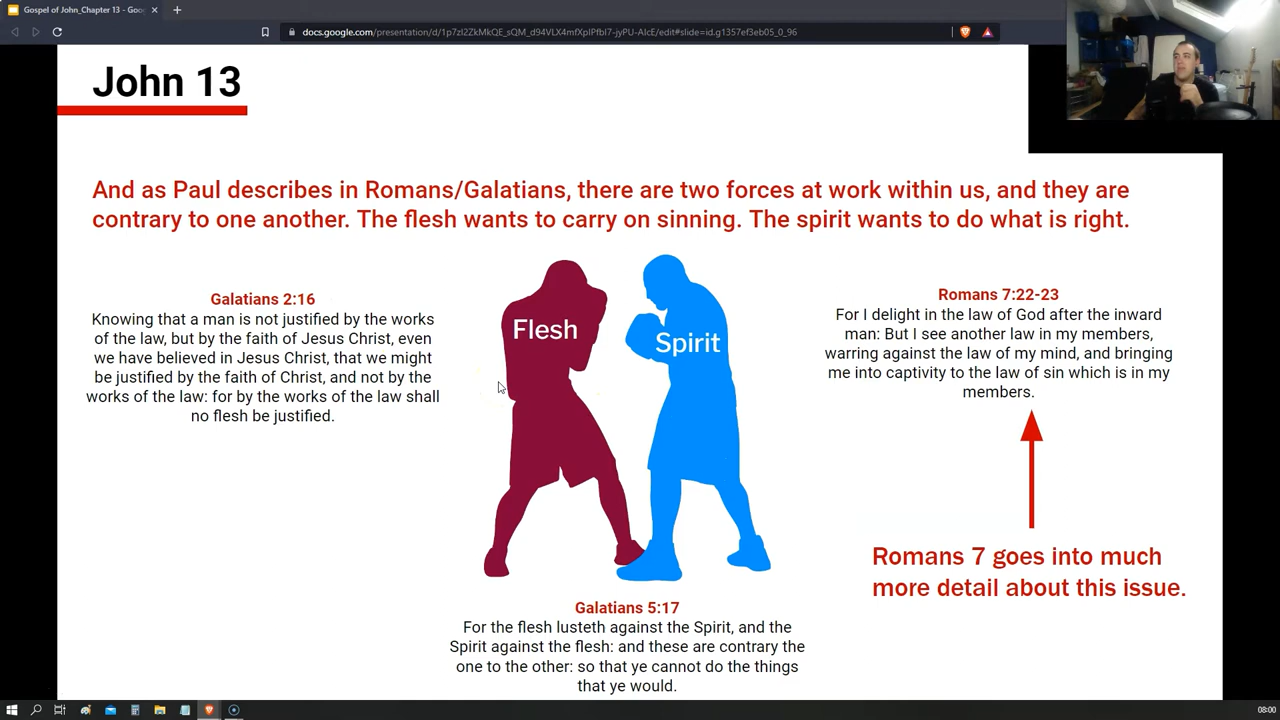 Gospel of John_Chapter 13 - Goo
docs.google.com/presentation/d/1p7zl2ZkMkQE_sQM_d94VLX4mfXpIPfbI7-jyPU-AIcE/edit#slide=id.g1357ef3eb05_0_96
John 13
And as Paul describes in Romans/Galatians, there are two forces at work within us, and they are
contrary to one another. The flesh wants to carry on sinning. The spirit wants to do what is right.
Galatians 2:16
Knowing that a man is not justified by the works
of the law, but by the faith of Jesus Christ, even
we have believed in Jesus Christ, that we might
be justified by the faith of Christ, and not by the
works of the law: for by the works of the law shall
no flesh be justified.
Flesh
Spirit
Romans 7:22-23
For I delight in the law of God after the inward
man: But I see another law in my members,
warring against the law of my mind, and bringing
me into captivity to the law of sin which is in my
members.
Romans 7 goes into much
more detail about this issue.
Galatians 5:17
For the flesh lusteth against the Spirit, and the
Spirit against the flesh: and these are contrary the
one to the other: so that ye cannot do the things
that ye would.
08:00